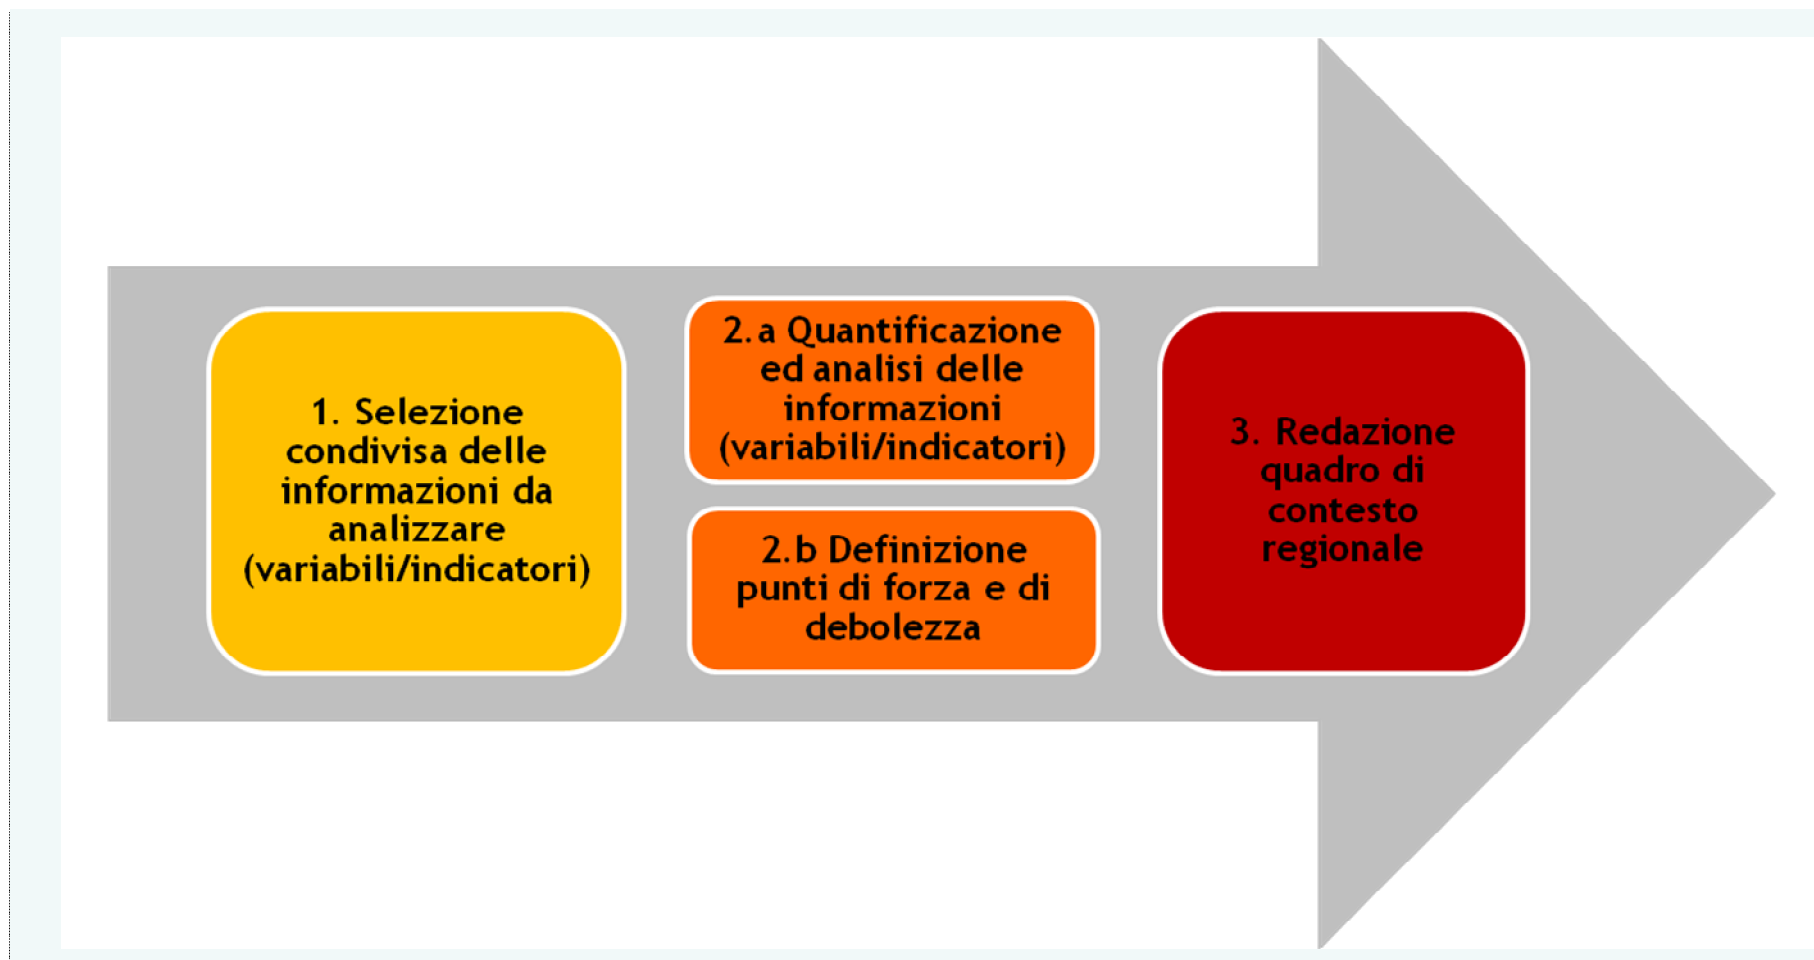 1. Selezione
condivisa delle
informazioni da
analizzare
(variabili/indicatori)
2.a Quantificazione
ed analisi delle
informazioni
(variabili/indicatori)
2.b Definizione
punti di forza e di
debolezza
3. Redazione
quadro di
contesto
regionale